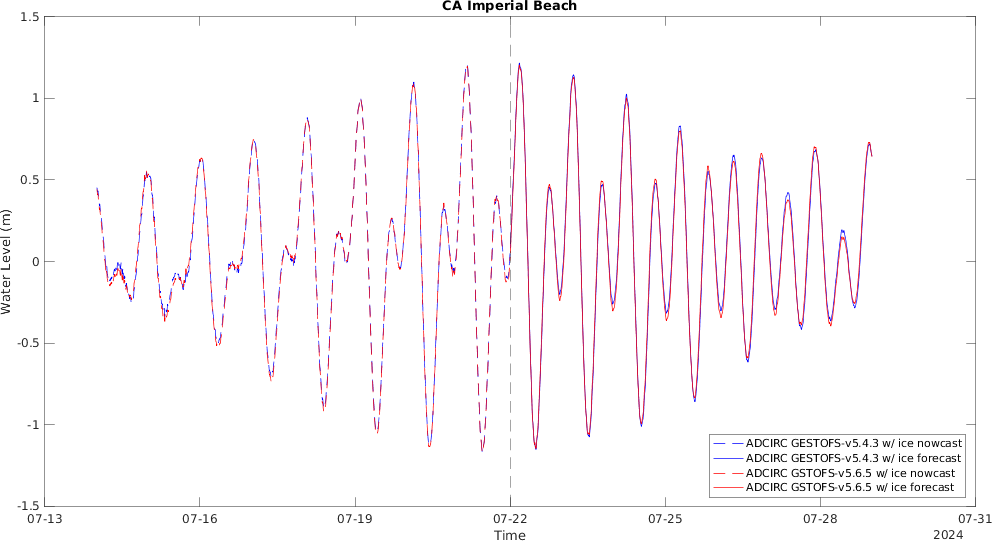 CA Imperial Beach
1.5
1
0.5
0
-0.5
-1
-1.5
Water Level (m)
07-13
07-16
07-19
07-22
07-25
07-28
07-31
Time
2024
ADCIRC GESTOFS-v5.4.3 w/ ice nowcast
ADCIRC GESTOFS-v5.4.3 w/ ice forecast
ADCIRC GSTOFS-v5.6.5 w/ ice nowcast
ADCIRC GSTOFS-v5.6.5 w/ ice forecast